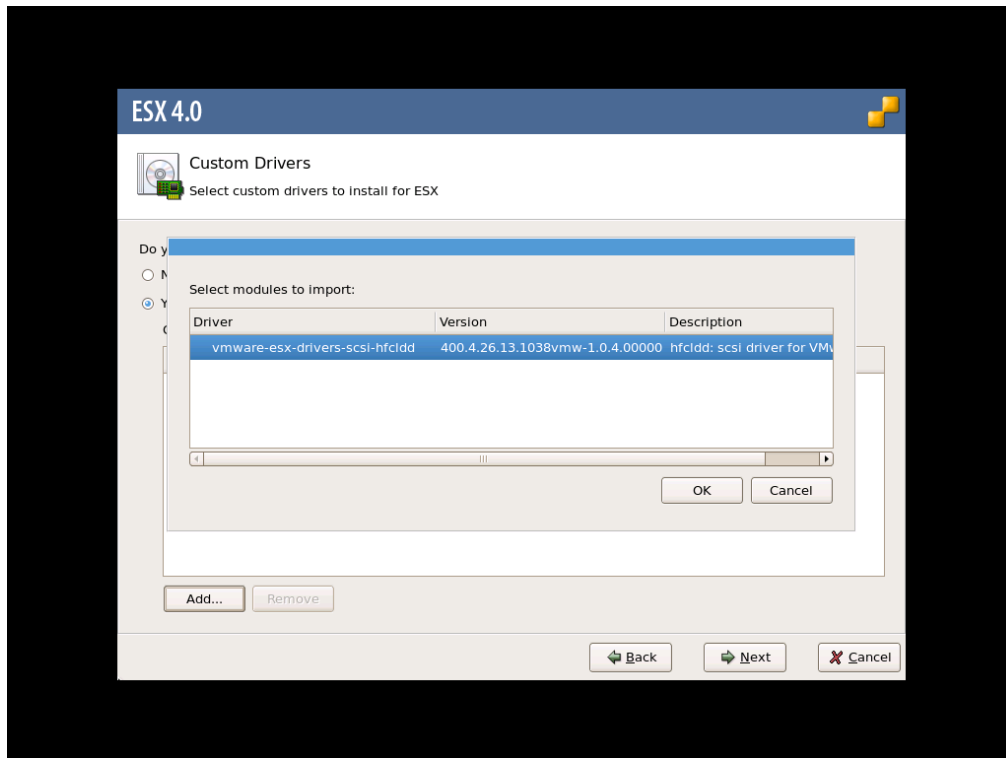 ESX 4.0
Custom Drivers
Select custom drivers to install for ESX
Do y
N
Y
Select modules to import:
Driver Version Description
vmware-esx-drivers-scsi-hfcldd 400.4.26.13.1038vmw-1.0.4.00000 hfcldd: scsi driver for VMw
OK Cancel
Add... Remove
Back Next Cancel